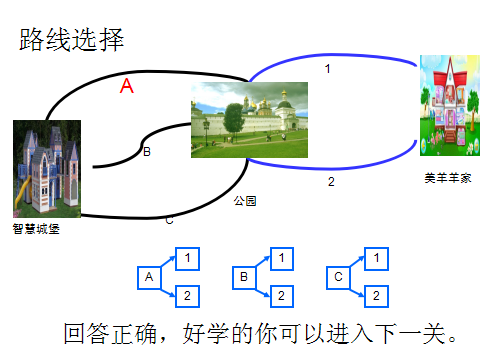 路线选择
A
1
B
2
C
公园
美羊羊家
智慧城堡
A 1 2
B 1 2
C 1 2
回答正确，好学的你可以进入下一关。